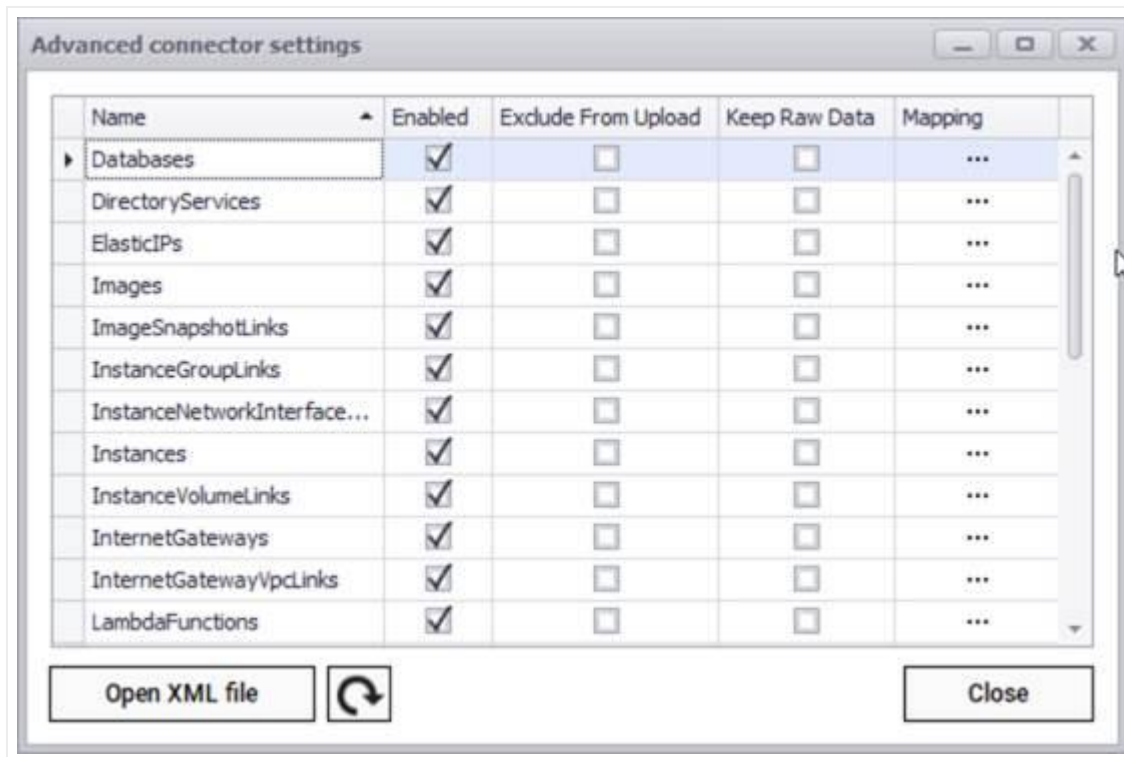 Advanced connector settings
Name Enabled Exclude From Upload Keep Raw Data Mapping
Databases ...
DirectoryServices ...
ElasticIPs ...
Images ...
ImageSnapshotLinks ...
InstanceGroupLinks ...
InstanceNetworkInterface... ...
Instances ...
InstanceVolumeLinks ...
InternetGateways ...
InternetGatewayVpcLinks ...
LambdaFunctions ...
Open XML file Close